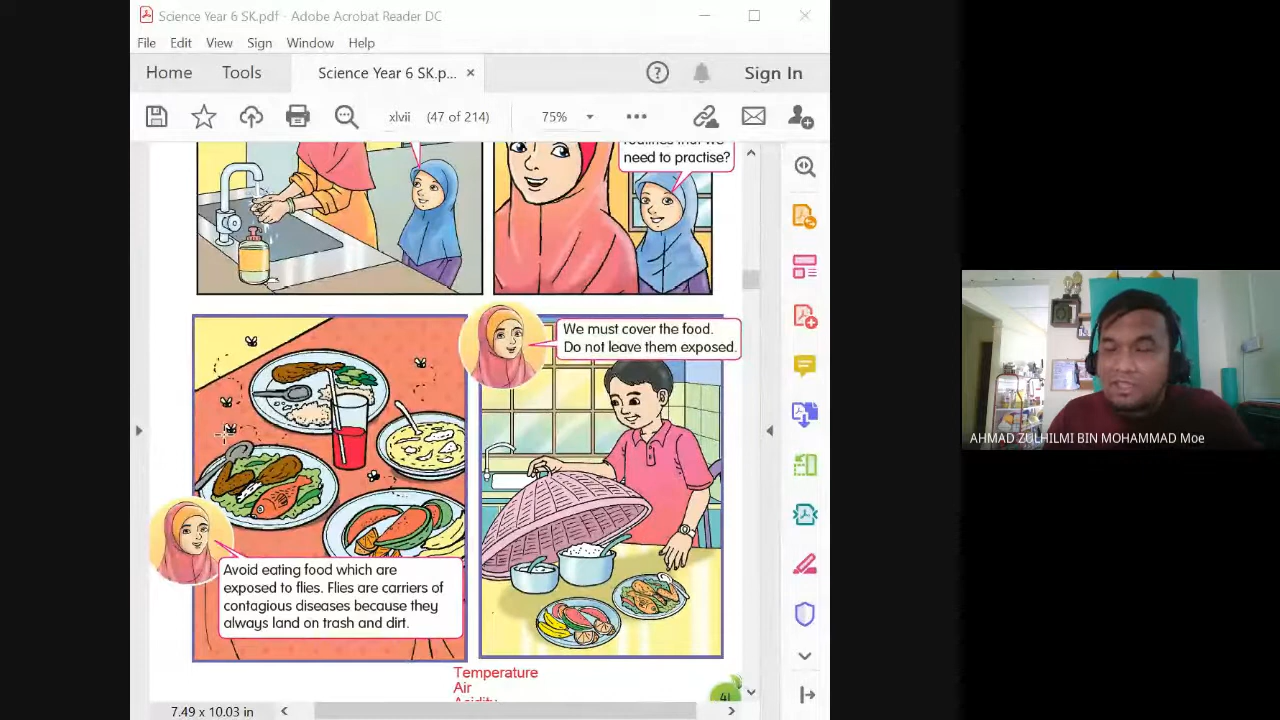 Science Year 6 SK.pdf - Adobe Acrobat Reader DC
File Edit View Sign Window Help
Home Tools Science Year 6 SK.p... × ? Sign In
xlvii (47 of 214) 75%
need to practise?
We must cover the food.
Do not leave them exposed.
Avoid eating food which are
exposed to flies. Flies are carriers of
contagious diseases because they
always land on trash and dirt.
Temperature
Air
Acidity
41
7.49 x 10.03 in
AHMAD ZULHILMI BIN MOHAMMAD Moe